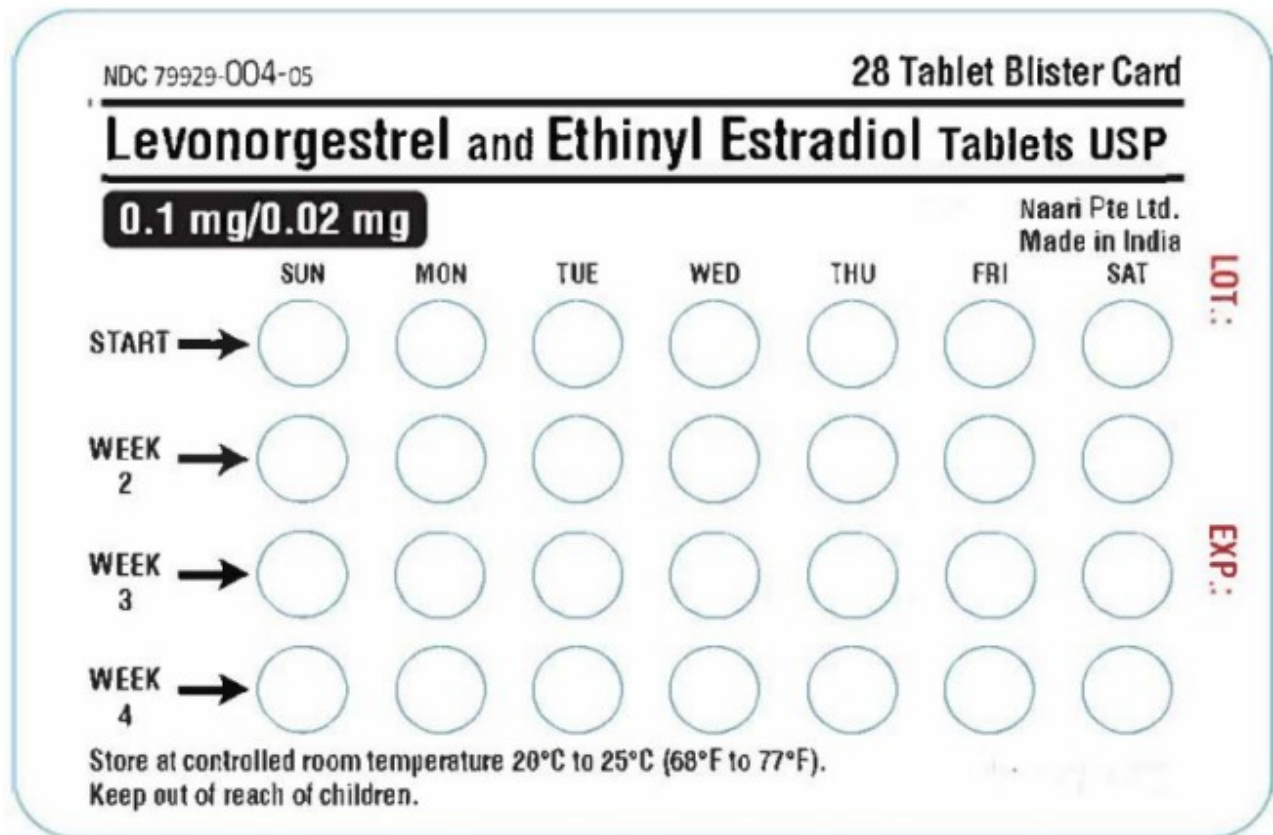 NDC 79929-004-05
28 Tablet Blister Card
Levonorgestrel and Ethinyl Estradiol Tablets USP
0.1 mg/0.02 mg
Naari Pte Ltd.
Made in India
SUN MON TUE WED THU FRI SAT
START
WEEK
2
WEEK
3
WEEK
4
LOT.:
EXP.:
Store at controlled room temperature 20°C to 25°C (68°F to 77°F).
Keep out of reach of children.